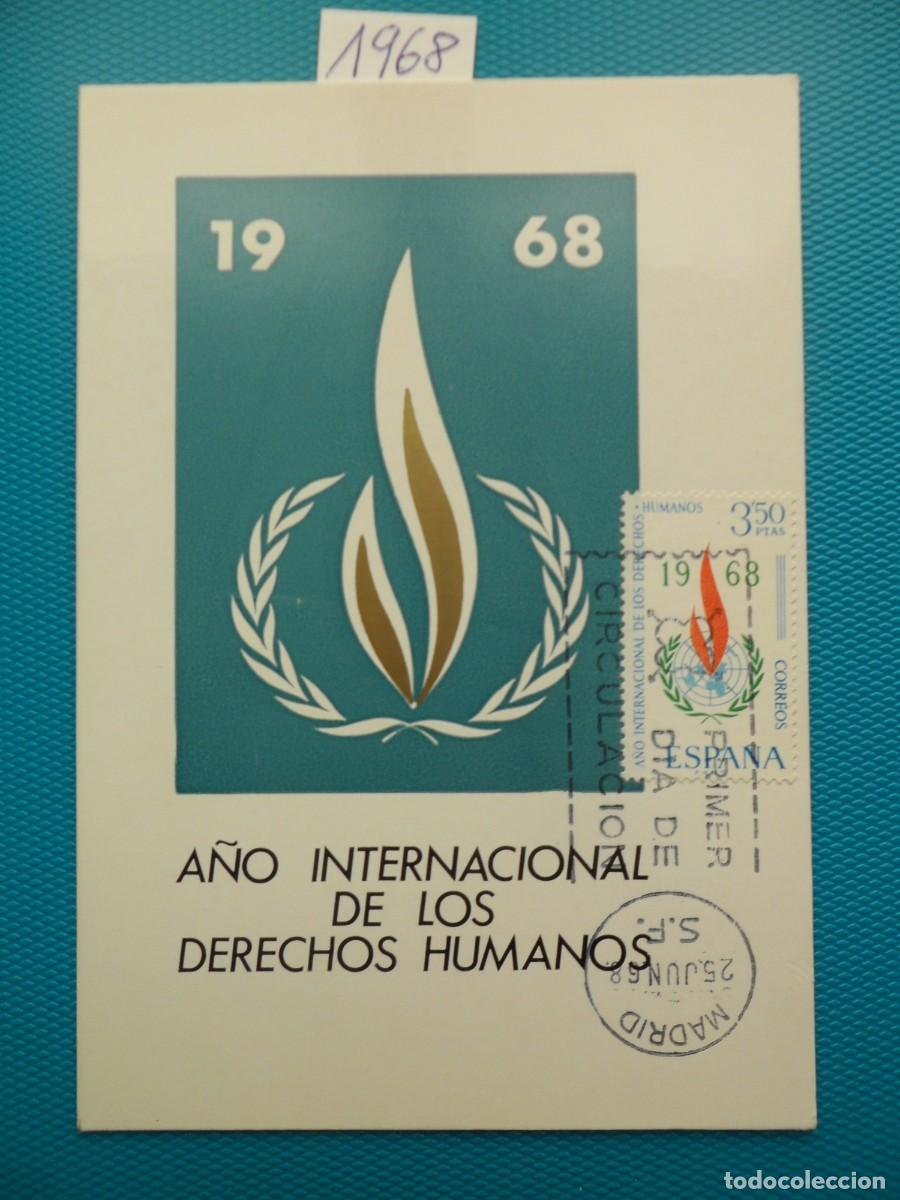 1968
19 68
HUMANOS
3'50
PTAS
AÑO INTERNACIONAL DE LOS DERECHOS
19 68
CORREOS
ESPAÑA
PRIMER
DIA DE
CIRCULACION
AÑO INTERNACIONAL
DE LOS
DERECHOS HUMANOS
S.F.
25 JUN 68
MADRID
todocoleccion